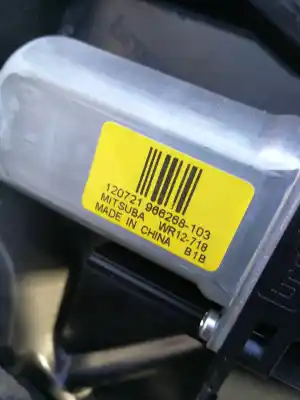 120721 966268-103
MITSUBA WR12-718
MADE IN CHINA B1B